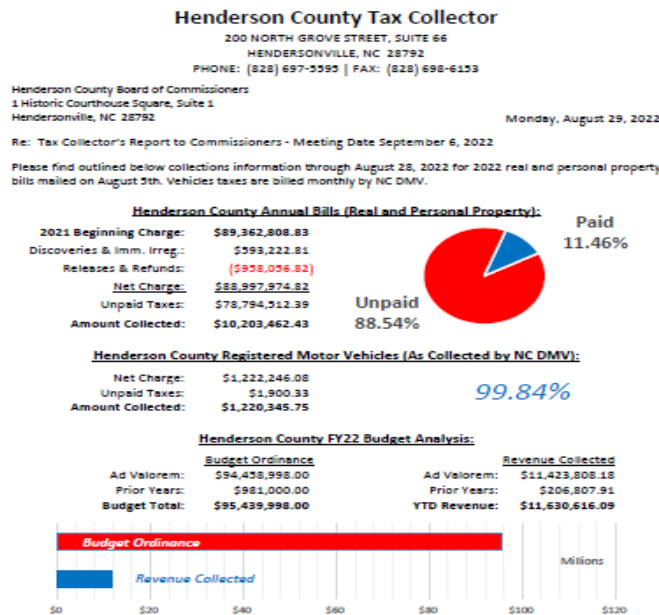 Henderson County Tax Collector
200 NORTH GROVE STREET, SUITE 66
HENDERSONVILLE, NC 28792
PHONE: (828) 697-5595 | FAX: (828) 698-6153
Henderson County Board of Commissioners
1 Historic Courthouse Square, Suite 1
Hendersonville, NC 28792
Monday, August 29, 2022
Re: Tax Collector's Report to Commissioners - Meeting Date September 6, 2022
Please find outlined below collections information through August 28, 2022 for 2022 real and personal property
bills mailed on August 5th. Vehicles taxes are billed monthly by NC DMV.
Henderson County Annual Bills (Real and Personal Property):
2021 Beginning Charge: $89,362,808.83
Discoveries & Imm. Irreg.: $593,222.81
Releases & Refunds: ($958,056.82)
Net Charge: $88,997,974.82
Unpaid Taxes: $78,794,512.39
Amount Collected: $10,203,462.43
Paid
11.46%
Unpaid
88.54%
Henderson County Registered Motor Vehicles (As Collected by NC DMV):
Net Charge: $1,222,246.08
Unpaid Taxes: $1,900.33
Amount Collected: $1,220,345.75
99.84%
Henderson County FY22 Budget Analysis:
Budget Ordinance Revenue Collected
Ad Valorem: $94,458,998.00 Ad Valorem: $11,423,808.18
Prior Years: $981,000.00 Prior Years: $206,807.91
Budget Total: $95,439,998.00 YTD Revenue: $11,630,616.09
Budget Ordinance
Millions
Revenue Collected
$0 $20 $40 $60 $80 $100 $120